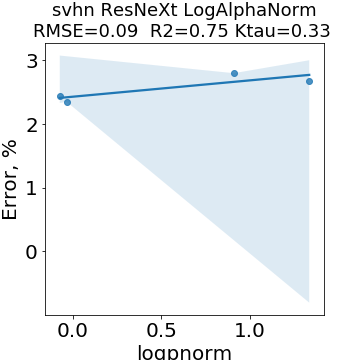 svhn ResNeXt LogAlphaNorm
RMSE=0.09 R2=0.75 Ktau=0.33
Error, %
3
2
1
0
0.0 0.5 1.0
logpnorm